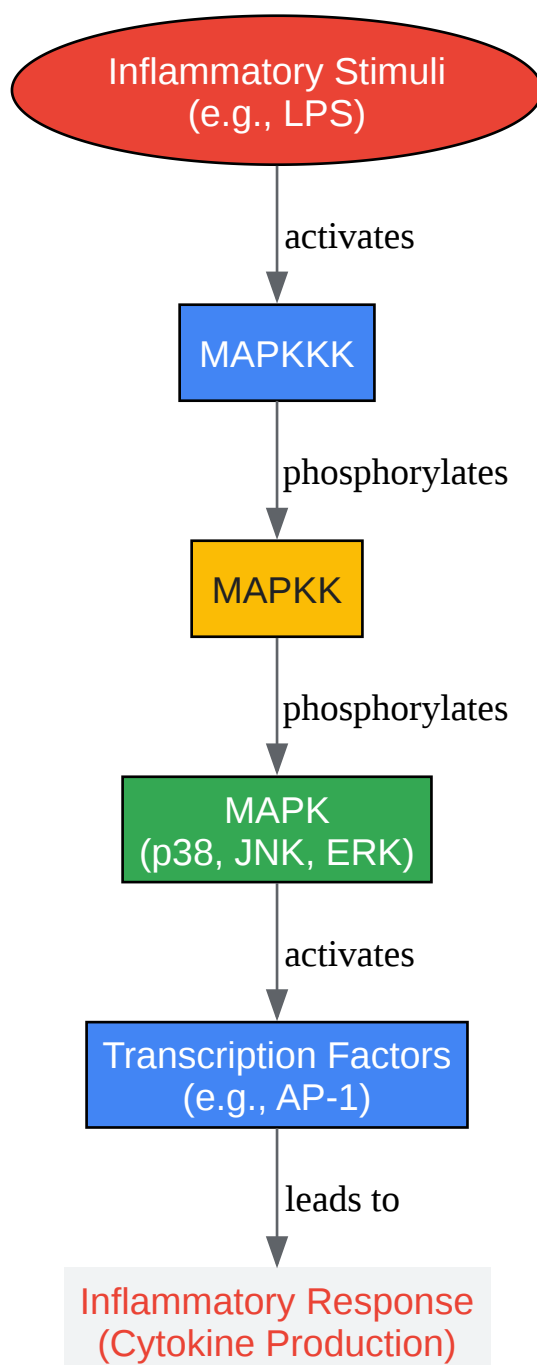 Inflammatory Stimuli
(e.g., LPS)
activates
MAPKKK
phosphorylates
MAPKK
phosphorylates
MAPK
(p38, JNK, ERK)
activates
Transcription Factors
(e.g., AP-1)
leads to
Inflammatory Response
(Cytokine Production)